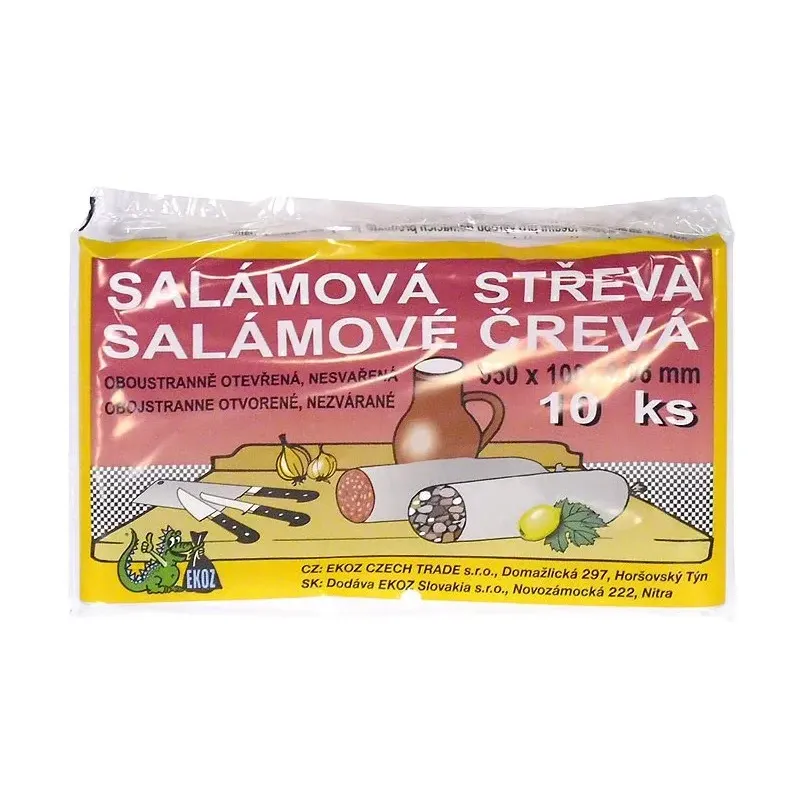 SALÁMOVÁ STŘEVA
SALÁMOVÉ ČREVÁ
OBOUSTRANNĚ OTEVŘENÁ, NESVAŘENÁ
OBOJSTRANNE OTVORENÉ, NEZVÁRANÉ
x mm
10 ks
EKOZ
CZ: EKOZ CZECH TRADE s.r.o., Domažlická 297, Horšovský Týn
SK: Dodáva EKOZ Slovakia s.r.o., Novozámocká 222, Nitra